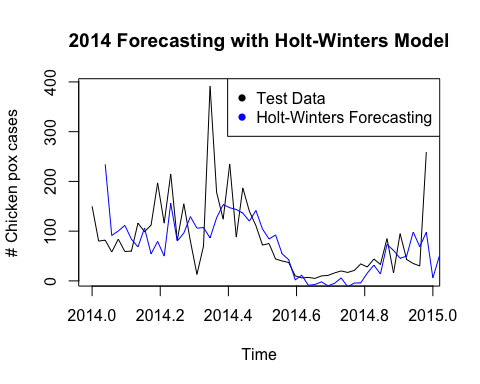 2014 Forecasting with Holt-Winters Model
# Chicken pox cases
400
300
200
100
0
Test Data
Holt-Winters Forecasting
2014.0 2014.2 2014.4 2014.6 2014.8 2015.0
Time